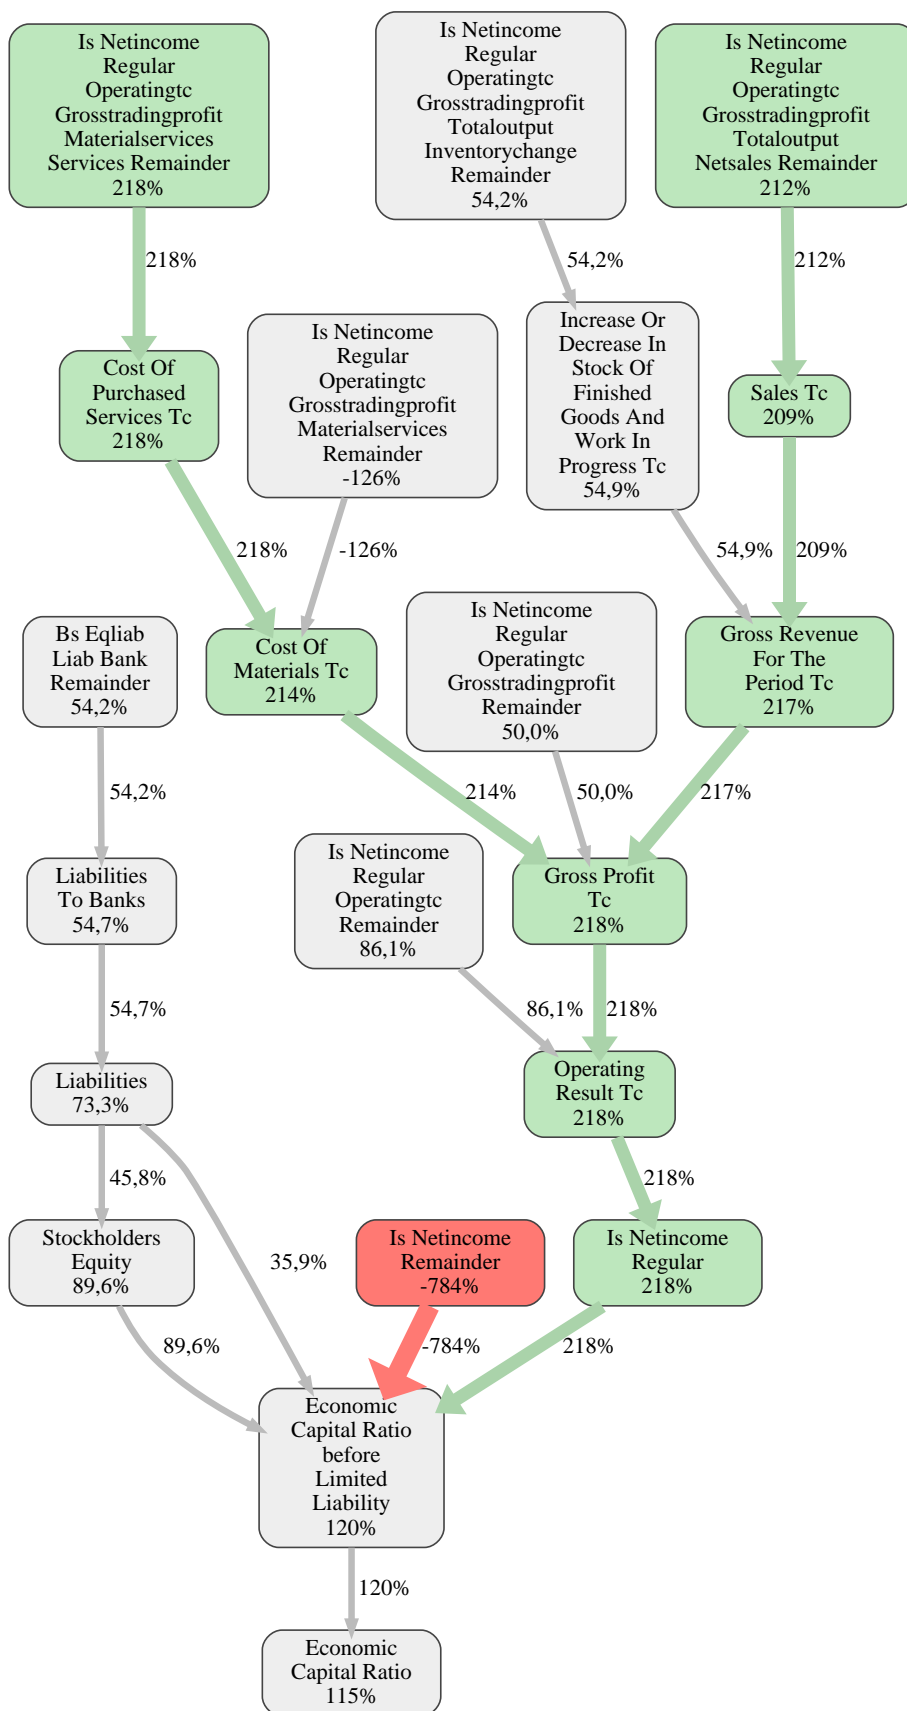 Is Netincome
Regular
Operatingtc
Grosstradingprofit
Materialservices
Services Remainder
218%
Is Netincome
Regular
Operatingtc
Grosstradingprofit
Totaloutput
Inventorychange
Remainder
54,2%
Is Netincome
Regular
Operatingtc
Grosstradingprofit
Totaloutput
Netsales Remainder
212%
218%
54,2%
212%
Cost Of
Purchased
Services Tc
218%
Is Netincome
Regular
Operatingtc
Grosstradingprofit
Materialservices
Remainder
-126%
Increase Or
Decrease In
Stock Of
Finished
Goods And
Work In
Progress Tc
54,9%
Sales Tc
209%
218%
-126%
54,9%
209%
Bs Eqliab
Liab Bank
Remainder
54,2%
Cost Of
Materials Tc
214%
Is Netincome
Regular
Operatingtc
Grosstradingprofit
Remainder
50,0%
Gross Revenue
For The
Period Tc
217%
54,2%
214%
50,0%
217%
Liabilities
To Banks
54,7%
Is Netincome
Regular
Operatingtc
Remainder
86,1%
Gross Profit
Tc
218%
54,7%
86,1%
218%
Liabilities
73,3%
Operating
Result Tc
218%
45,8%
35,9%
218%
Stockholders
Equity
89,6%
Is Netincome
Remainder
-784%
Is Netincome
Regular
218%
89,6%
-784%
218%
Economic
Capital Ratio
before
Limited
Liability
120%
120%
Economic
Capital Ratio
115%